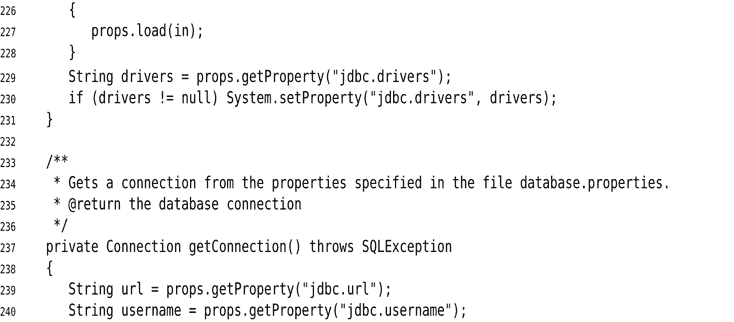 226       {
227          props.load(in);
228       }
229       String drivers = props.getProperty("jdbc.drivers");
230       if (drivers != null) System.setProperty("jdbc.drivers", drivers);
231    }
232
233    /**
234     * Gets a connection from the properties specified in the file database.properties.
235     * @return the database connection
236     */
237    private Connection getConnection() throws SQLException
238    {
239       String url = props.getProperty("jdbc.url");
240       String username = props.getProperty("jdbc.username");